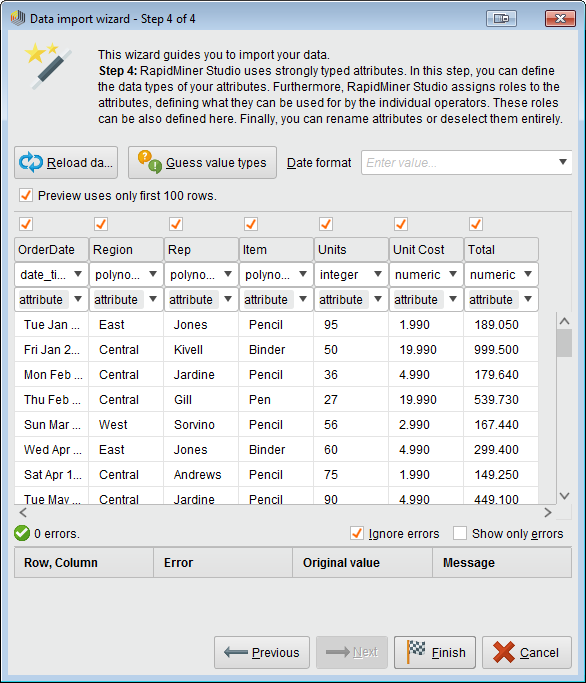 Data import wizard - Step 4 of 4
This wizard guides you to import your data.
Step 4: RapidMiner Studio uses strongly typed attributes. In this step, you can define
the data types of your attributes. Furthermore, RapidMiner Studio assigns roles to the
attributes, defining what they can be used for by the individual operators. These roles
can be also defined here. Finally, you can rename attributes or deselect them entirely.
Reload da... Guess value types Date format Enter value...
Preview uses only first 100 rows.
OrderDate Region Rep Item Units Unit Cost Total
date_ti... polyno... polyno... polyno... integer numeric numeric
attribute attribute attribute attribute attribute attribute attribute
Tue Jan ... East Jones Pencil 95 1.990 189.050
Fri Jan 2... Central Kivell Binder 50 19.990 999.500
Mon Feb ... Central Jardine Pencil 36 4.990 179.640
Thu Feb ... Central Gill Pen 27 19.990 539.730
Sun Mar ... West Sorvino Pencil 56 2.990 167.440
Wed Apr ... East Jones Binder 60 4.990 299.400
Sat Apr 1... Central Andrews Pencil 75 1.990 149.250
Tue May ... Central Jardine Pencil 90 4.990 449.100
0 errors. Ignore errors Show only errors
Row, Column Error Original value Message
Previous Next Finish Cancel